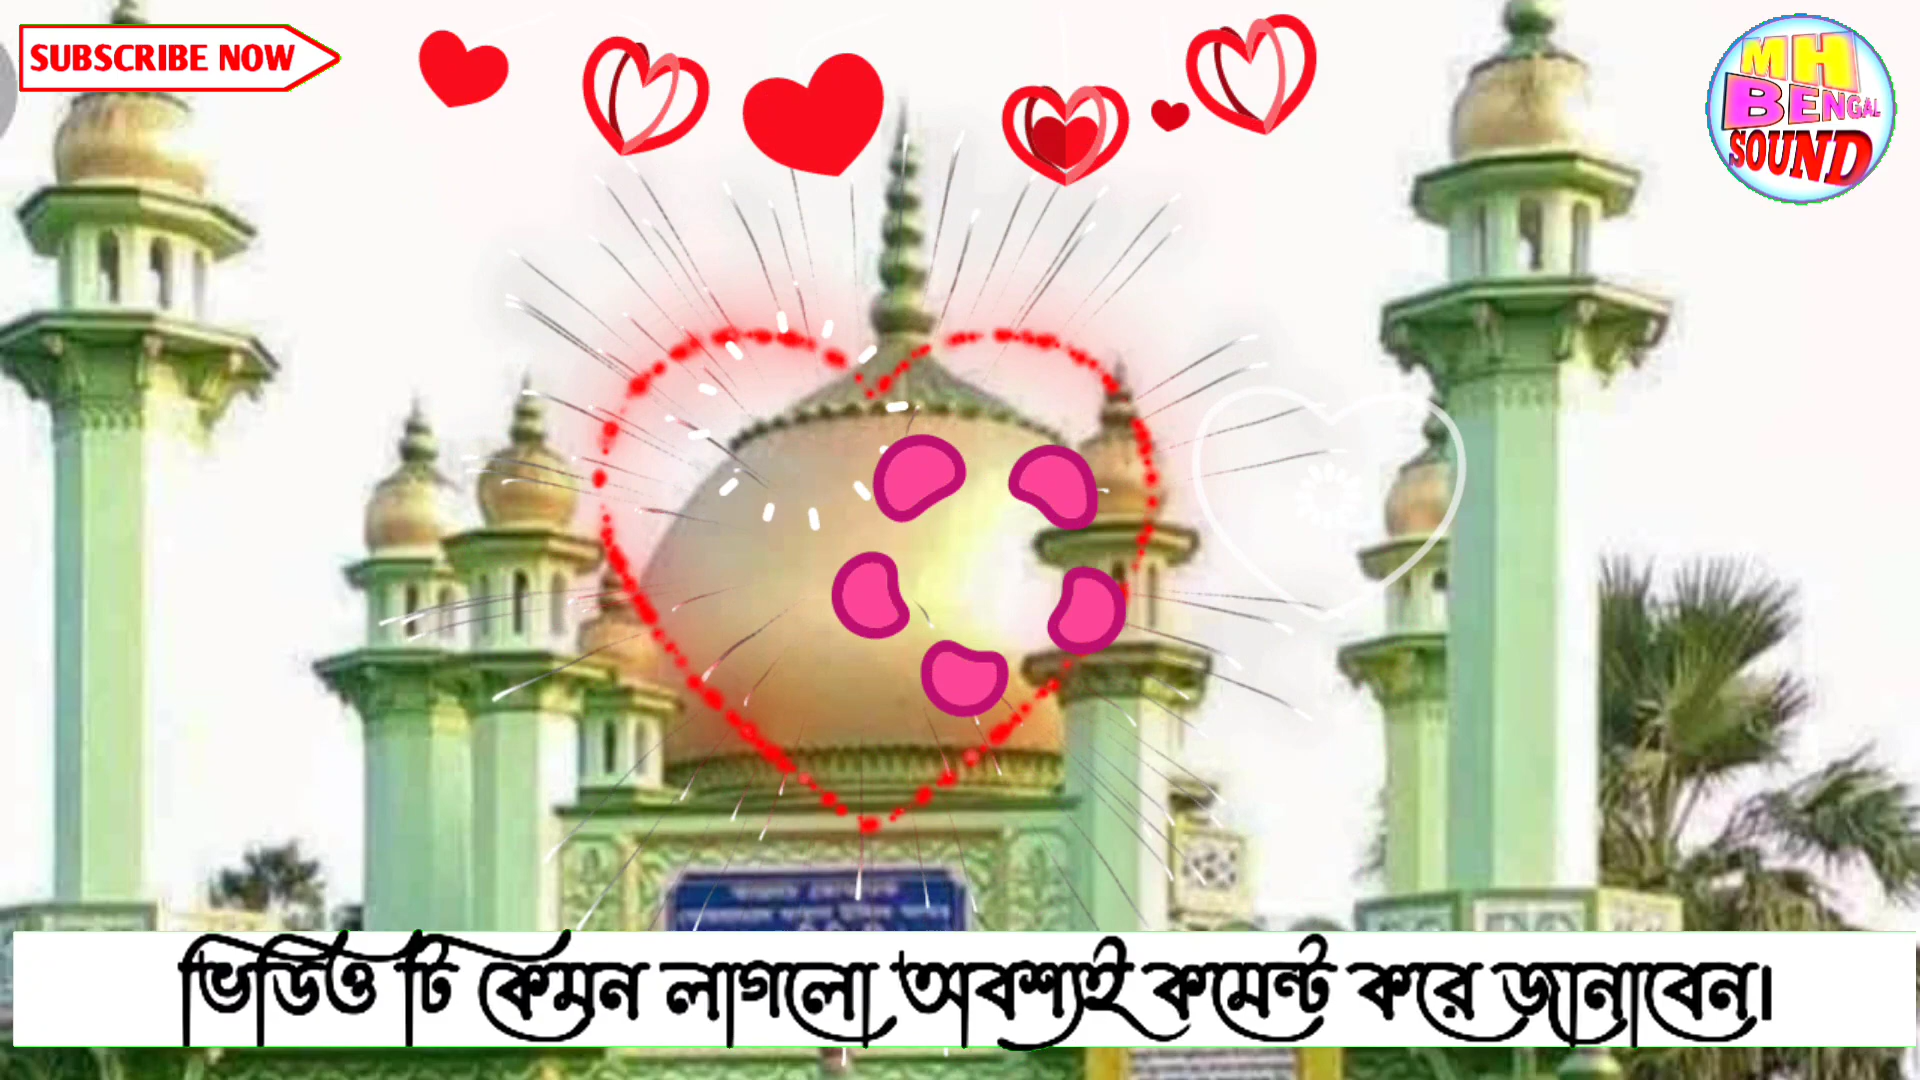 SUBSCRIBE NOW
MH
BENGAL
SOUND
ভিডিও টি কেমন লাগলো অবশ্যই কমেন্ট করে জানাবেন।